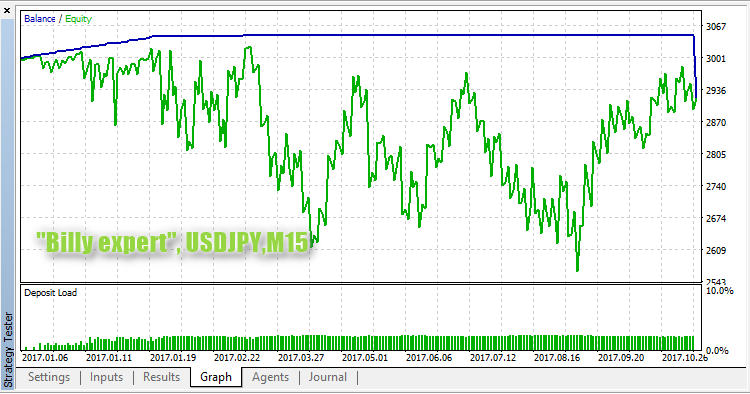 Balance / Equity
3067
3001
2936
2870
2805
2740
2674
2609
2543
"Billy expert", USDJPY,M15
Deposit Load
10.0%
0.0%
2017.01.06 2017.01.11 2017.01.19 2017.02.22 2017.03.27 2017.05.01 2017.06.06 2017.07.12 2017.08.16 2017.09.20 2017.10.26
Strategy Tester
Settings Inputs Results Graph Agents Journal